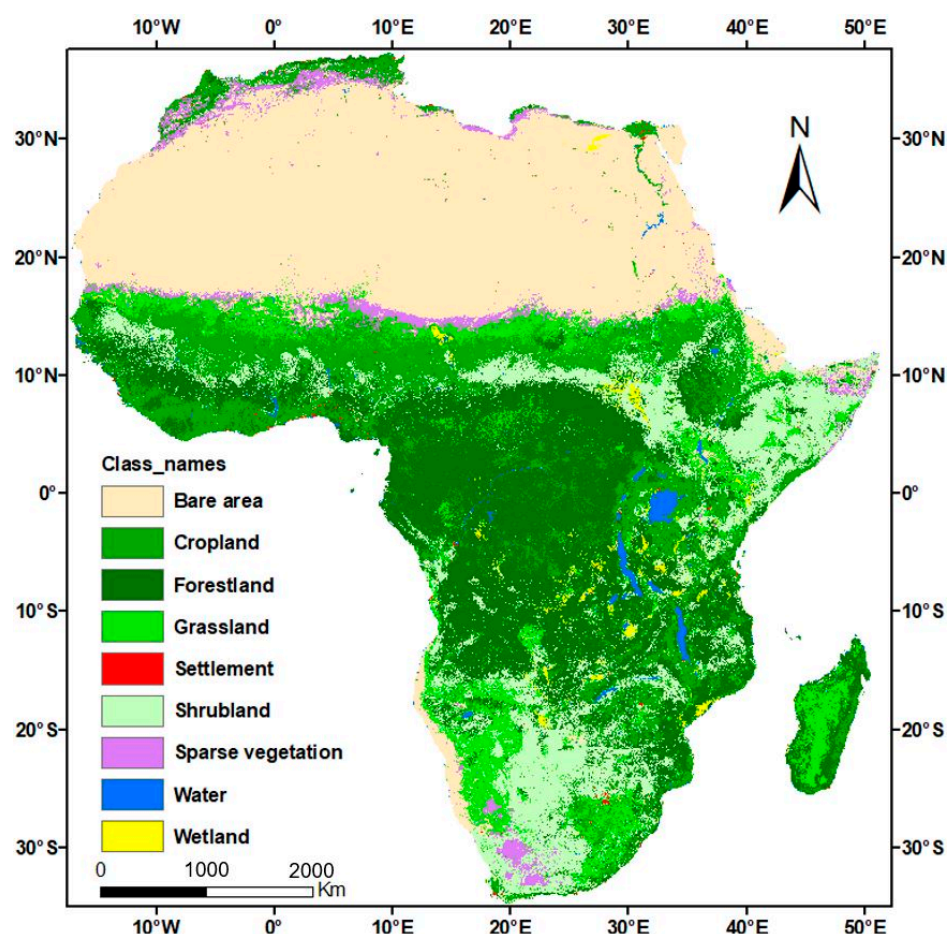 10°W 0° 10°E 20°E 30°E 40°E 50°E
30°N 30°N
N
20°N 20°N
10°N 10°N
Class_names
0° 0°
Bare area
Cropland
Forestland
10°S 10°S
Grassland
Settlement
Shrubland
20°S 20°S
Sparse vegetation
Water
Wetland
30°S 30°S
0 1000 2000
Km
10°W 0° 10°E 20°E 30°E 40°E 50°E